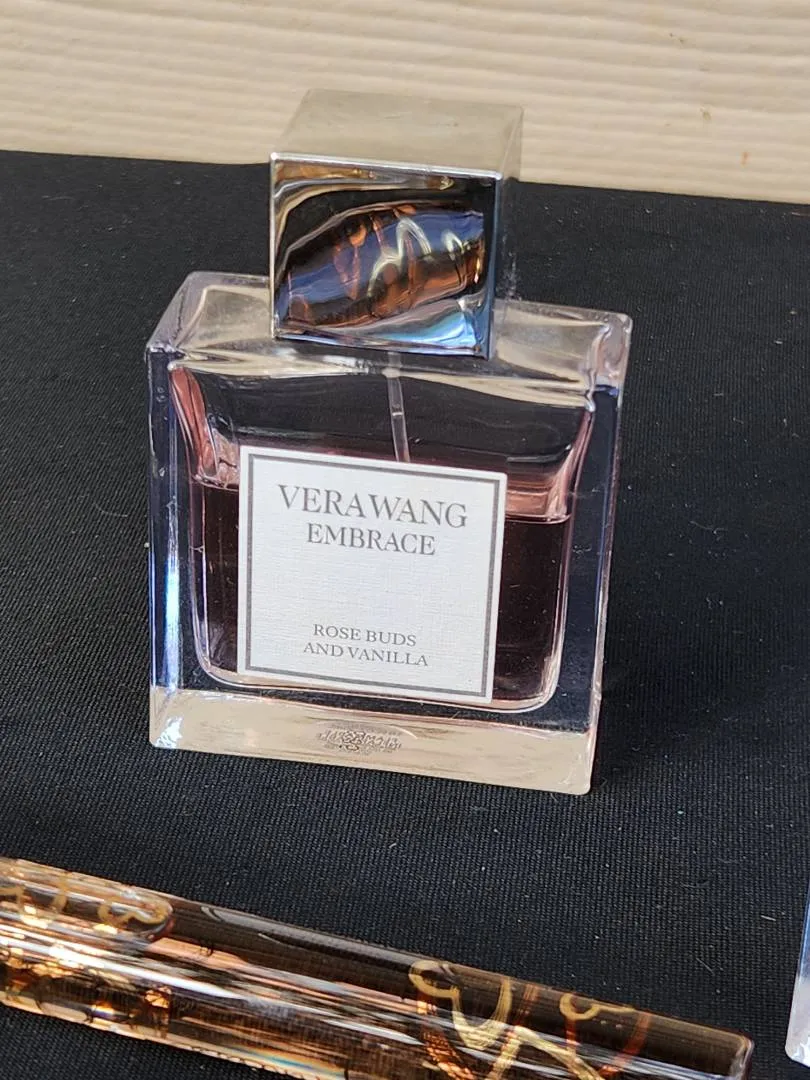 VERA WANG
EMBRACE
ROSE BUDS
AND VANILLA